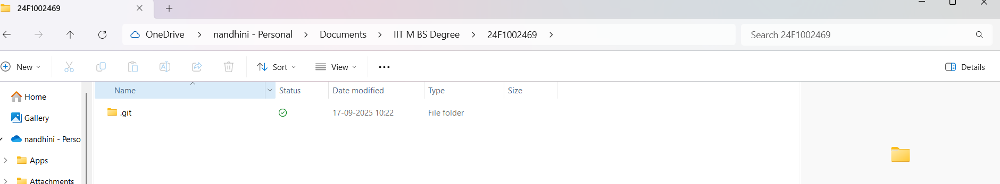 24F1002469
OneDrive > nandhini - Personal > Documents > IIT M BS Degree > 24F1002469 >
Search 24F1002469
New
Sort
View
Details
Name
Status
Date modified
Type
Size
Home
Gallery
nandhini - Perso
Apps
Attachments
.git
17-09-2025 10:22
File folder